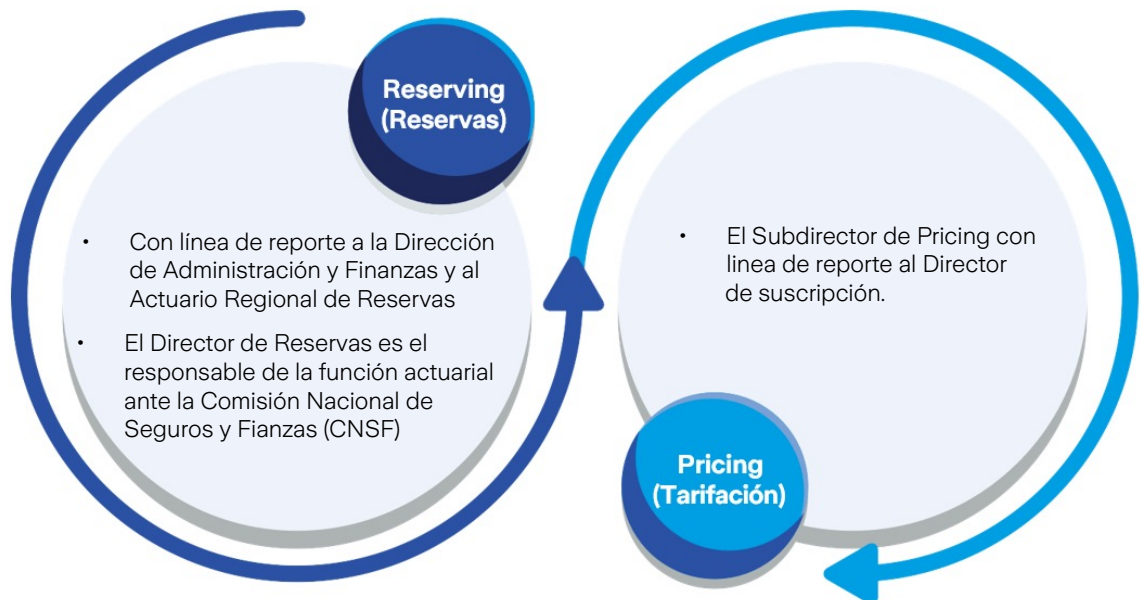 Reserving
(Reservas)
• Con línea de reporte a la Dirección
de Administración y Finanzas y al
Actuario Regional de Reservas
• El Director de Reservas es el
responsable de la función actuarial
ante la Comisión Nacional de
Seguros y Fianzas (CNSF)
• El Subdirector de Pricing con
linea de reporte al Director
de suscripción.
Pricing
(Tarifación)